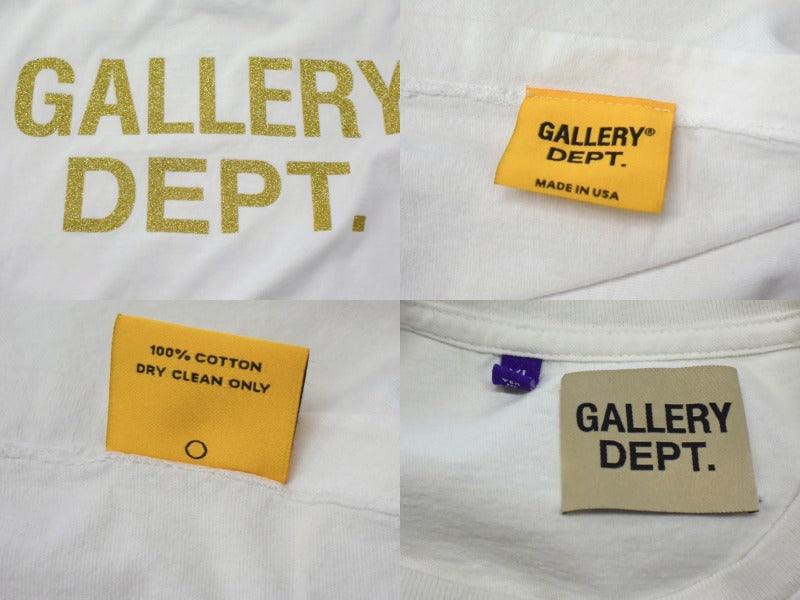 GALLERY
DEPT.
GALLERY®
DEPT.
MADE IN USA
100% COTTON
DRY CLEAN ONLY
GALLERY
DEPT.